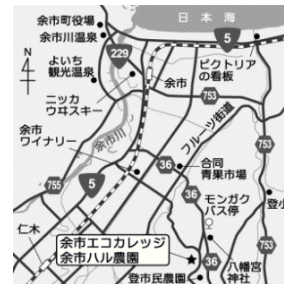 日本海
余市町役場
余市川温泉
5
229
N
よいち
観光温泉
ビクトリア
の看板
余市
ニッカ
ウヰスキー
753
フルーツ街道
余市
ワイナリー
余市川
合同
青果市場
753
36
755
5
36
モンガク
バス停
仁木
登小
余市エコカレッジ
余市ハル農園
753
八幡宮
神社
登市民農園
36